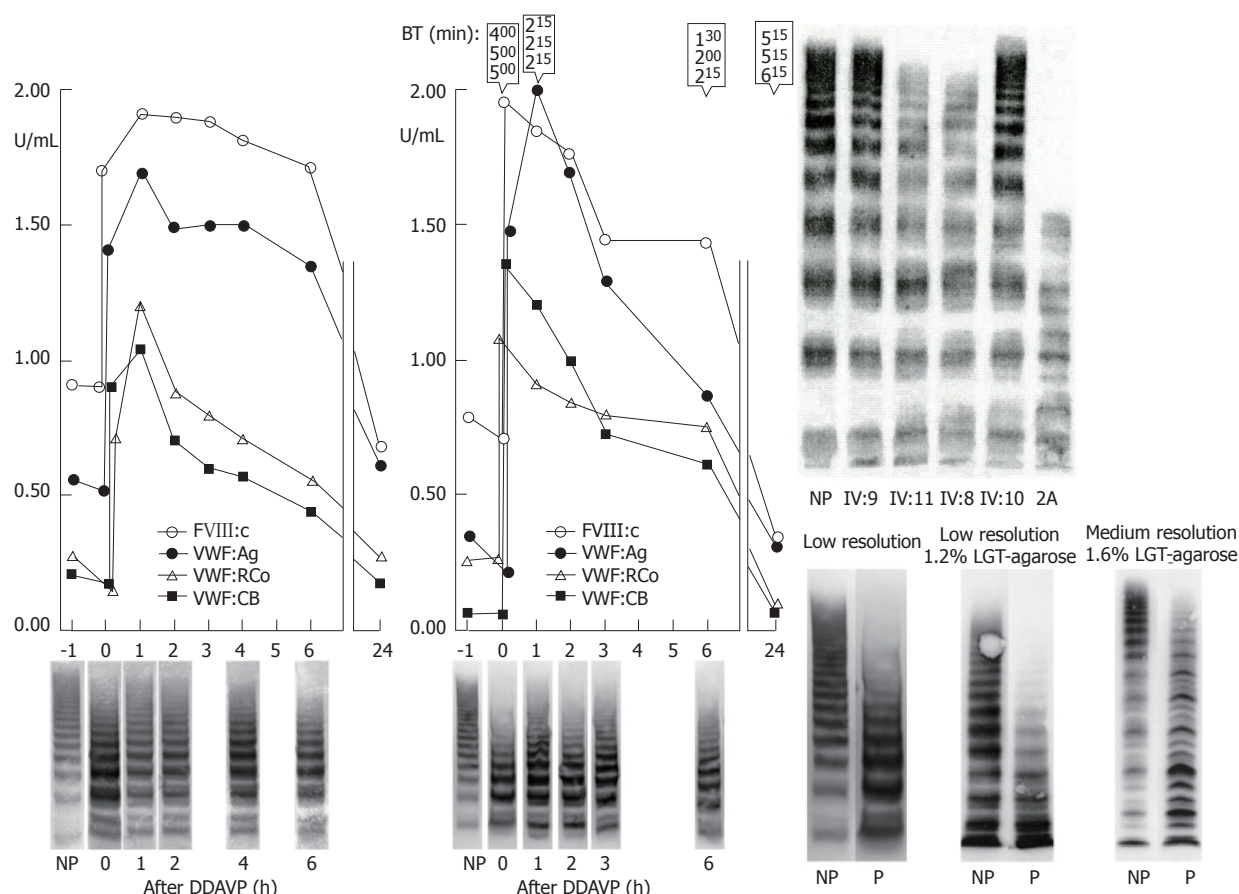 BT (min):
4⁰⁰
5⁰⁰
5⁰⁰
2¹⁵
2¹⁵
2¹⁵
1³⁰
2⁰⁰
2¹⁵
5¹⁵
5¹⁵
6¹⁵
2.00
U/mL
1.50
1.00
0.50
0.00
FVIII:c
VWF:Ag
VWF:RCo
VWF:CB
-1 0 1 2 3 4 5 6 24
NP 0 1 2 4 6
After DDAVP (h)
2.00
U/mL
1.50
1.00
0.50
0.00
FVIII:c
VWF:Ag
VWF:RCo
VWF:CB
-1 0 1 2 3 4 5 6 24
NP 0 1 2 3 6
After DDAVP (h)
NP IV:9 IV:11 IV:8 IV:10 2A
Low resolution
NP P
Low resolution
1.2% LGT-agarose
NP P
Medium resolution
1.6% LGT-agarose
NP P